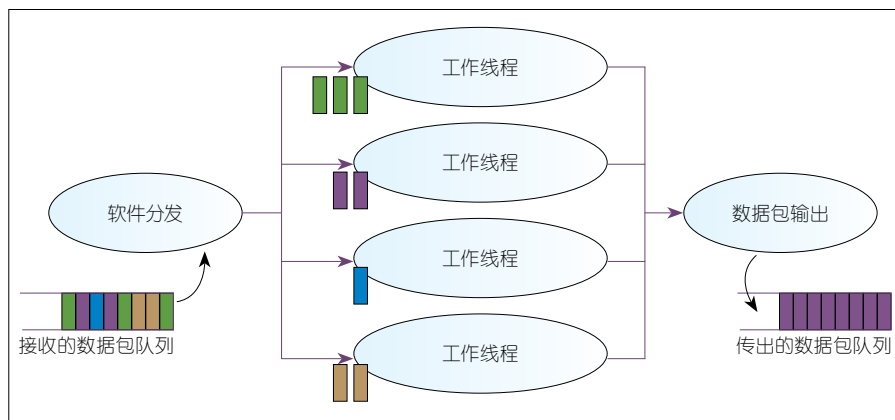 工作线程
工作线程
软件分发
数据包输出
工作线程
接收的数据包队列
传出的数据包队列
工作线程